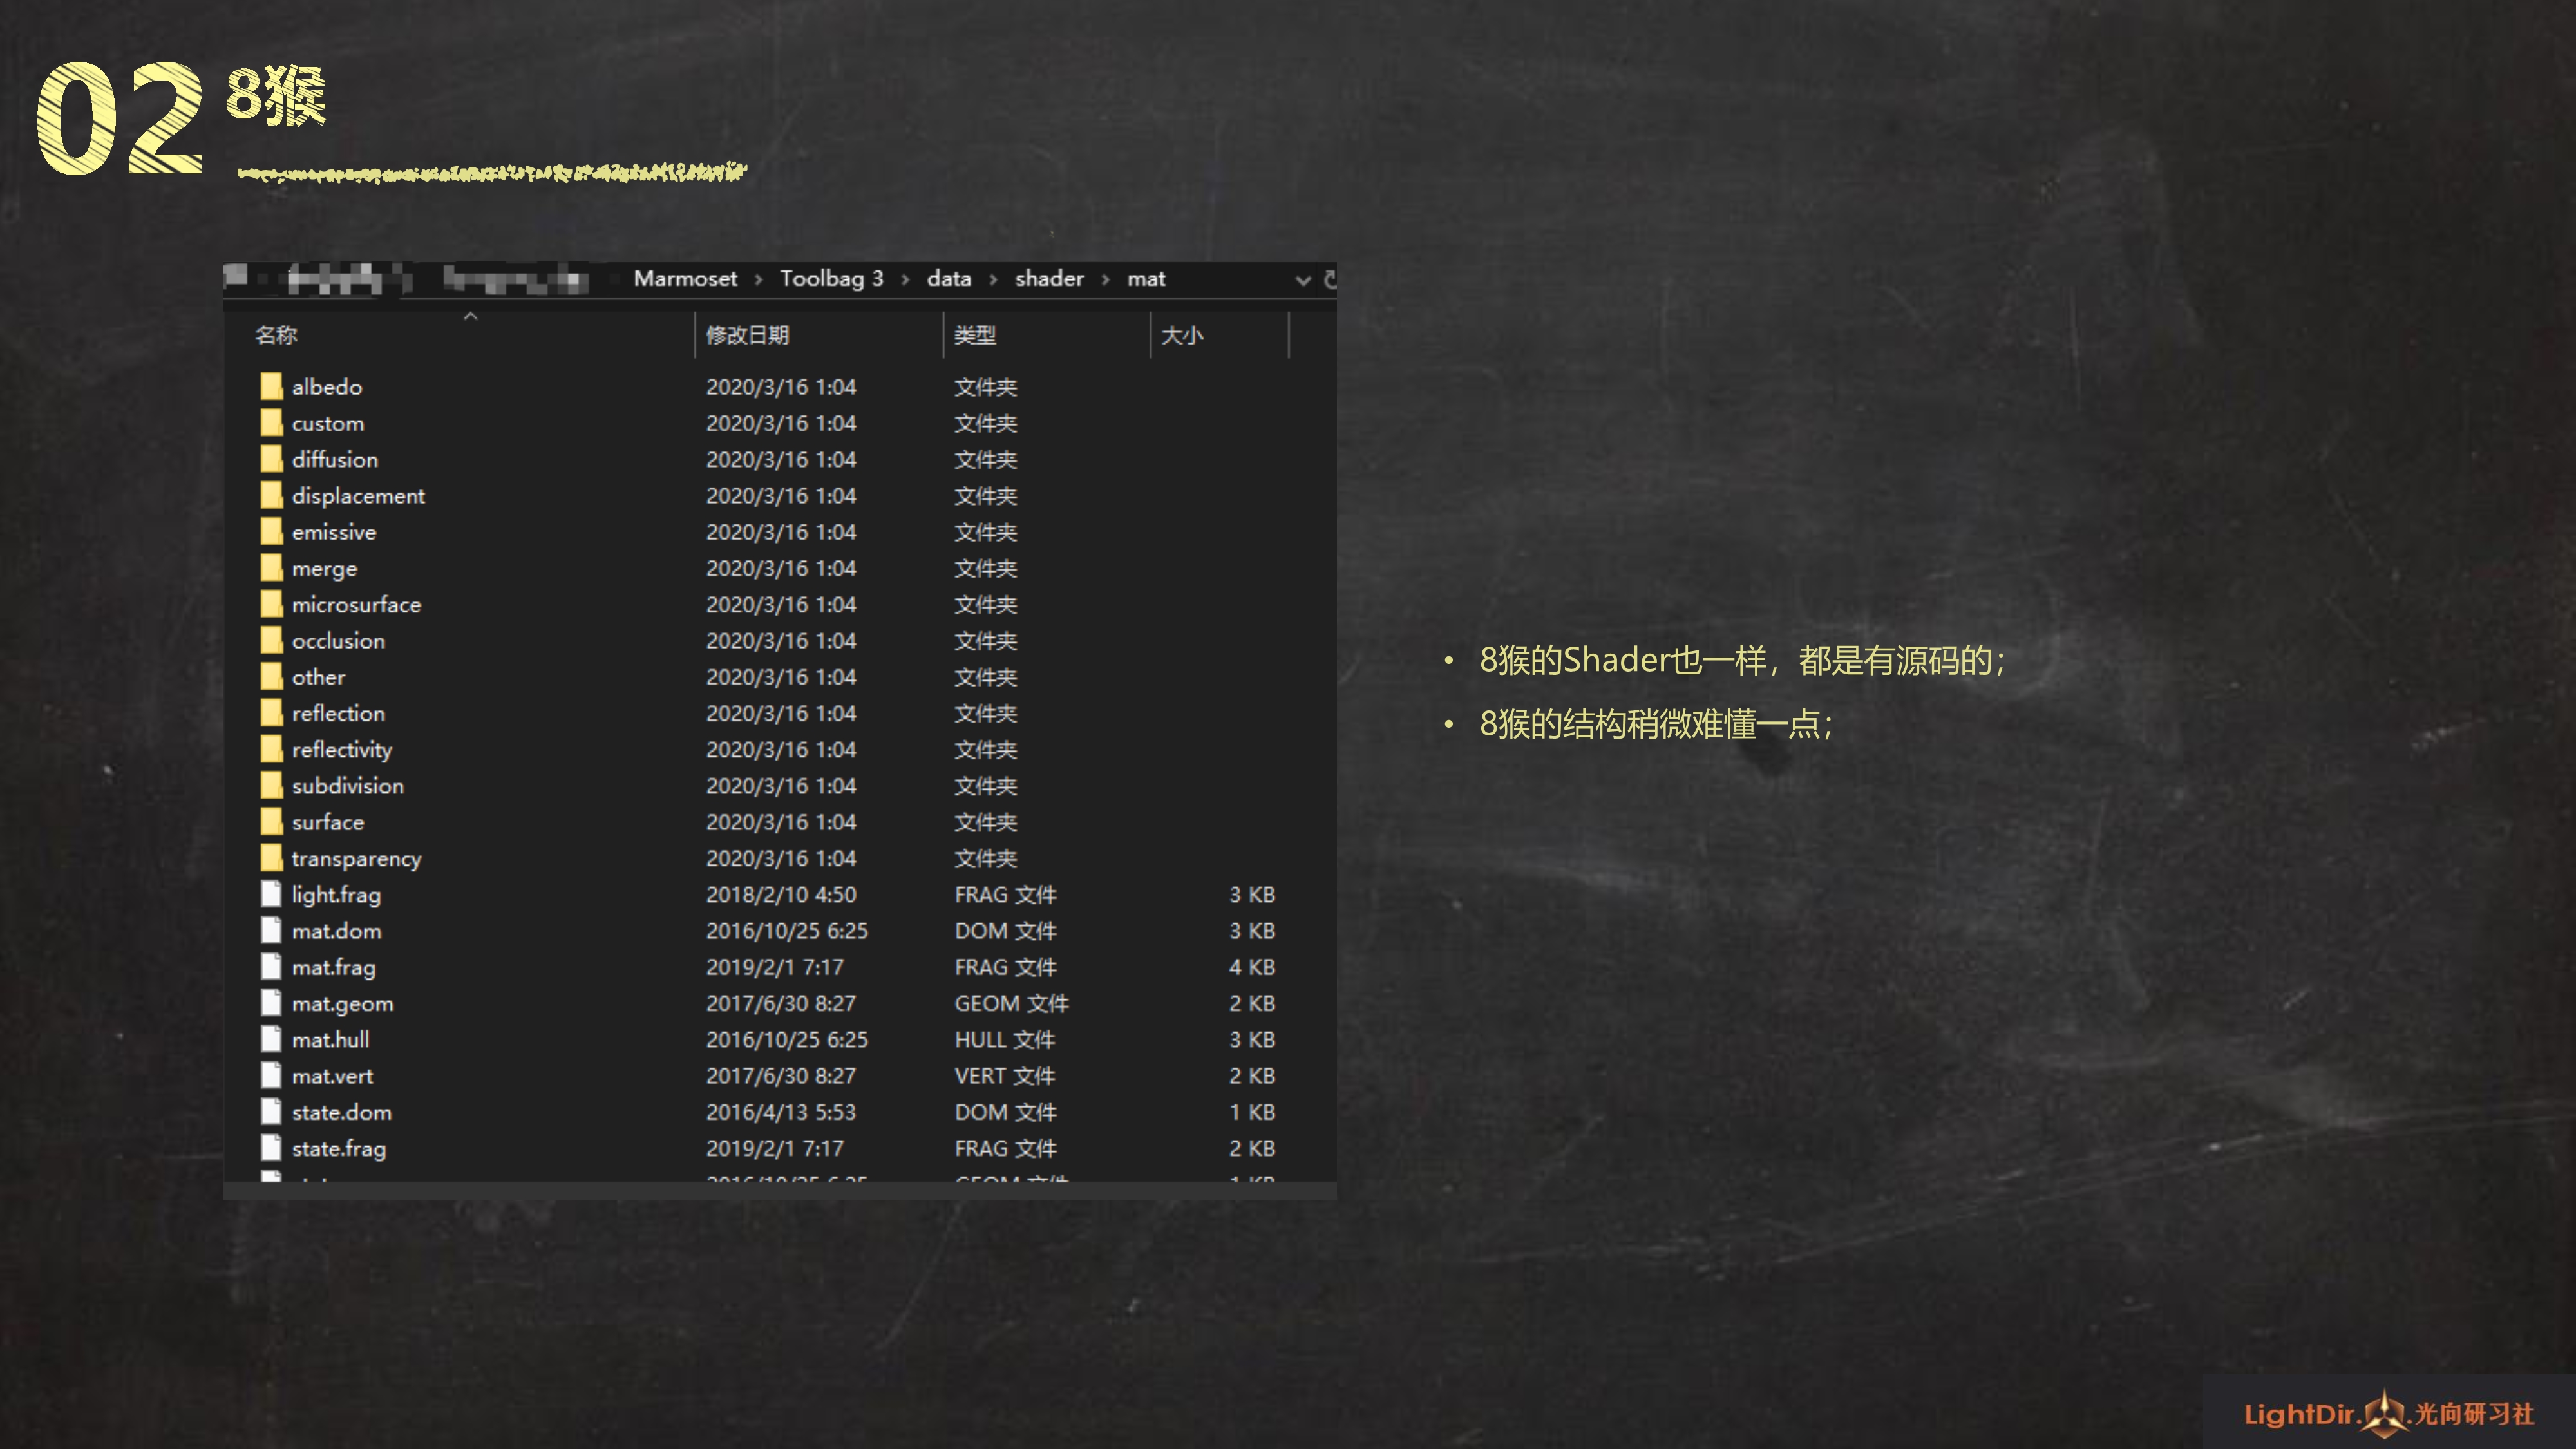 02 8猴
Marmoset > Toolbag 3 > data > shader > mat
名称 修改日期 类型 大小
albedo 2020/3/16 1:04 文件夹
custom 2020/3/16 1:04 文件夹
diffusion 2020/3/16 1:04 文件夹
displacement 2020/3/16 1:04 文件夹
emissive 2020/3/16 1:04 文件夹
merge 2020/3/16 1:04 文件夹
microsurface 2020/3/16 1:04 文件夹
occlusion 2020/3/16 1:04 文件夹
other 2020/3/16 1:04 文件夹
reflection 2020/3/16 1:04 文件夹
reflectivity 2020/3/16 1:04 文件夹
subdivision 2020/3/16 1:04 文件夹
surface 2020/3/16 1:04 文件夹
transparency 2020/3/16 1:04 文件夹
light.frag 2018/2/10 4:50 FRAG 文件 3 KB
mat.dom 2016/10/25 6:25 DOM 文件 3 KB
mat.frag 2019/2/1 7:17 FRAG 文件 4 KB
mat.geom 2017/6/30 8:27 GEOM 文件 2 KB
mat.hull 2016/10/25 6:25 HULL 文件 3 KB
mat.vert 2017/6/30 8:27 VERT 文件 2 KB
state.dom 2016/4/13 5:53 DOM 文件 1 KB
state.frag 2019/2/1 7:17 FRAG 文件 2 KB
• 8猴的Shader也一样，都是有源码的；
• 8猴的结构稍微难懂一点；
LightDir.光向研习社